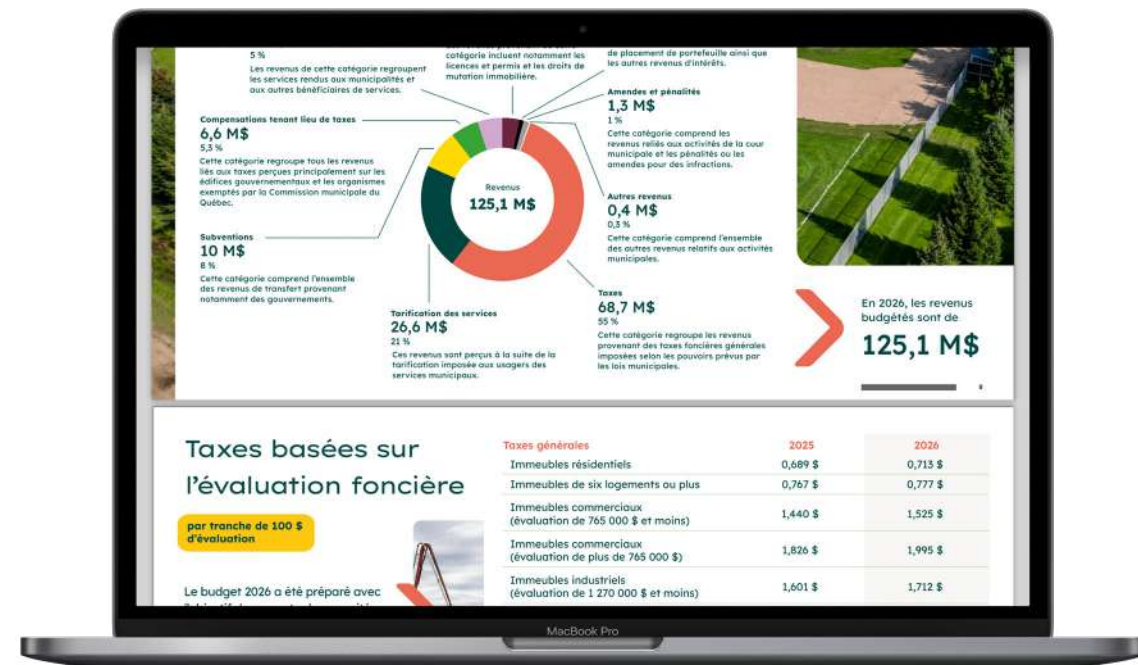 5 %
Les revenus de cette catégorie regroupent
les services rendus aux municipalités et
aux autres bénéficiaires de services.
catégorie incluent notamment les
licences et permis et les droits de
mutation immobilière.
de placement de portefeuille ainsi que
les autres revenus d'intérêts.
Compensations tenant lieu de taxes
6,6 M$
5,3 %
Cette catégorie regroupe tous les revenus
liés aux taxes perçues principalement sur les
édifices gouvernementaux et les organismes
exemptés par la Commission municipale du
Québec.
Subventions
10 M$
8 %
Cette catégorie comprend l'ensemble
des revenus de transfert provenant
notamment des gouvernements.
Revenus
125,1 M$
Amendes et pénalités
1,3 M$
1 %
Cette catégorie comprend les
revenus reliés aux activités de la cour
municipale et les pénalités ou les
amendes pour des infractions.
Autres revenus
0,4 M$
0,3 %
Cette catégorie comprend l'ensemble
des autres revenus relatifs aux activités
municipales.
Tarification des services
26,6 M$
21 %
Ces revenus sont perçus à la suite de la
tarification imposée aux usagers des
services municipaux.
Taxes
68,7 M$
55 %
Cette catégorie regroupe les revenus
provenant des taxes foncières générales
imposées selon les pouvoirs prévus par
les lois municipales.
En 2026, les revenus
budgétés sont de
125,1 M$
Taxes basées sur
l'évaluation foncière
par tranche de 100 $
d'évaluation
Le budget 2026 a été préparé avec
Taxes générales 2025 2026
Immeubles résidentiels 0,689 $ 0,713 $
Immeubles de six logements ou plus 0,767 $ 0,777 $
Immeubles commerciaux
(évaluation de 765 000 $ et moins) 1,440 $ 1,525 $
Immeubles commerciaux
(évaluation de plus de 765 000 $) 1,826 $ 1,995 $
Immeubles industriels
(évaluation de 1 270 000 $ et moins) 1,601 $ 1,712 $
MacBook Pro